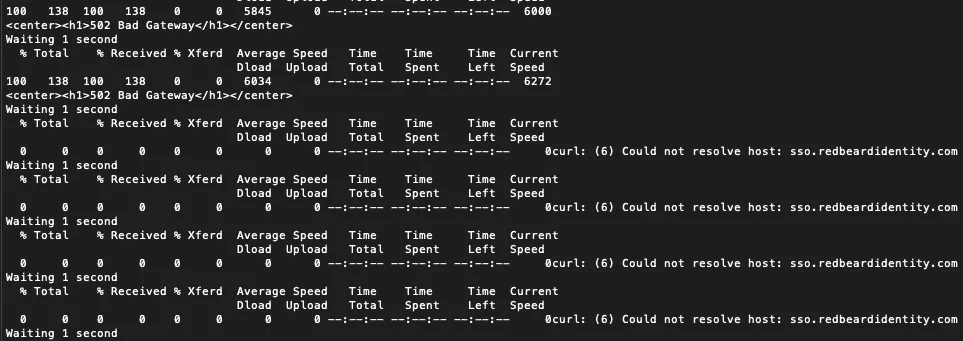 Dload Upload Total Spent Left Speed
100 138 100 138 0 0 5845 0 --:--:-- --:--:-- --:--:-- 6000
<center><h1>502 Bad Gateway</h1></center>
Waiting 1 second
% Total % Received % Xferd Average Speed Time Time Time Current
Dload Upload Total Spent Left Speed
100 138 100 138 0 0 6034 0 --:--:-- --:--:-- --:--:-- 6272
<center><h1>502 Bad Gateway</h1></center>
Waiting 1 second
% Total % Received % Xferd Average Speed Time Time Time Current
Dload Upload Total Spent Left Speed
0 0 0 0 0 0 0 0 --:--:-- --:--:-- --:--:-- 0curl: (6) Could not resolve host: sso.redbeardidentity.com
Waiting 1 second
% Total % Received % Xferd Average Speed Time Time Time Current
Dload Upload Total Spent Left Speed
0 0 0 0 0 0 0 0 --:--:-- --:--:-- --:--:-- 0curl: (6) Could not resolve host: sso.redbeardidentity.com
Waiting 1 second
% Total % Received % Xferd Average Speed Time Time Time Current
Dload Upload Total Spent Left Speed
0 0 0 0 0 0 0 0 --:--:-- --:--:-- --:--:-- 0curl: (6) Could not resolve host: sso.redbeardidentity.com
Waiting 1 second
% Total % Received % Xferd Average Speed Time Time Time Current
Dload Upload Total Spent Left Speed
0 0 0 0 0 0 0 0 --:--:-- --:--:-- --:--:-- 0curl: (6) Could not resolve host: sso.redbeardidentity.com
Waiting 1 second